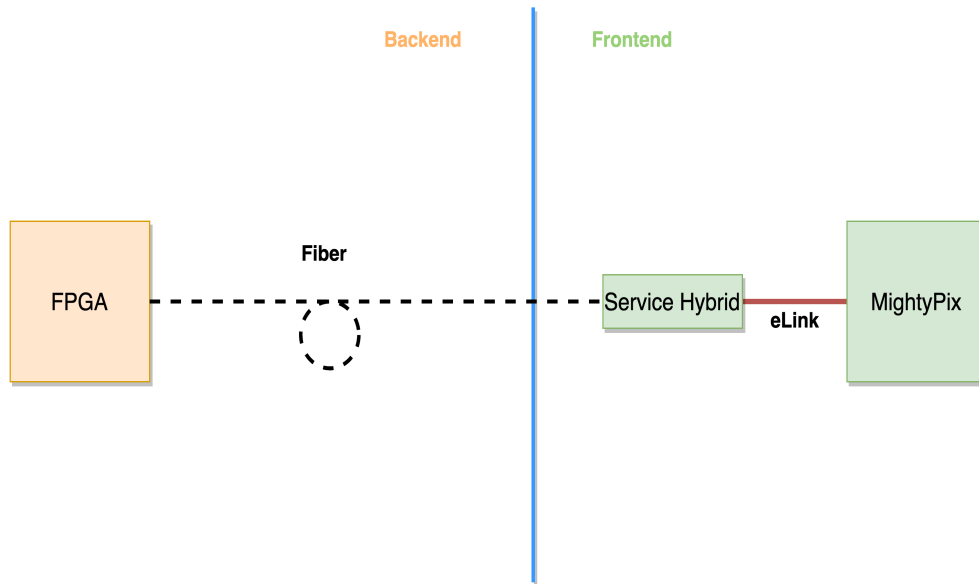 Backend
Frontend
Fiber
FPGA
Service Hybrid
eLink
MightyPix